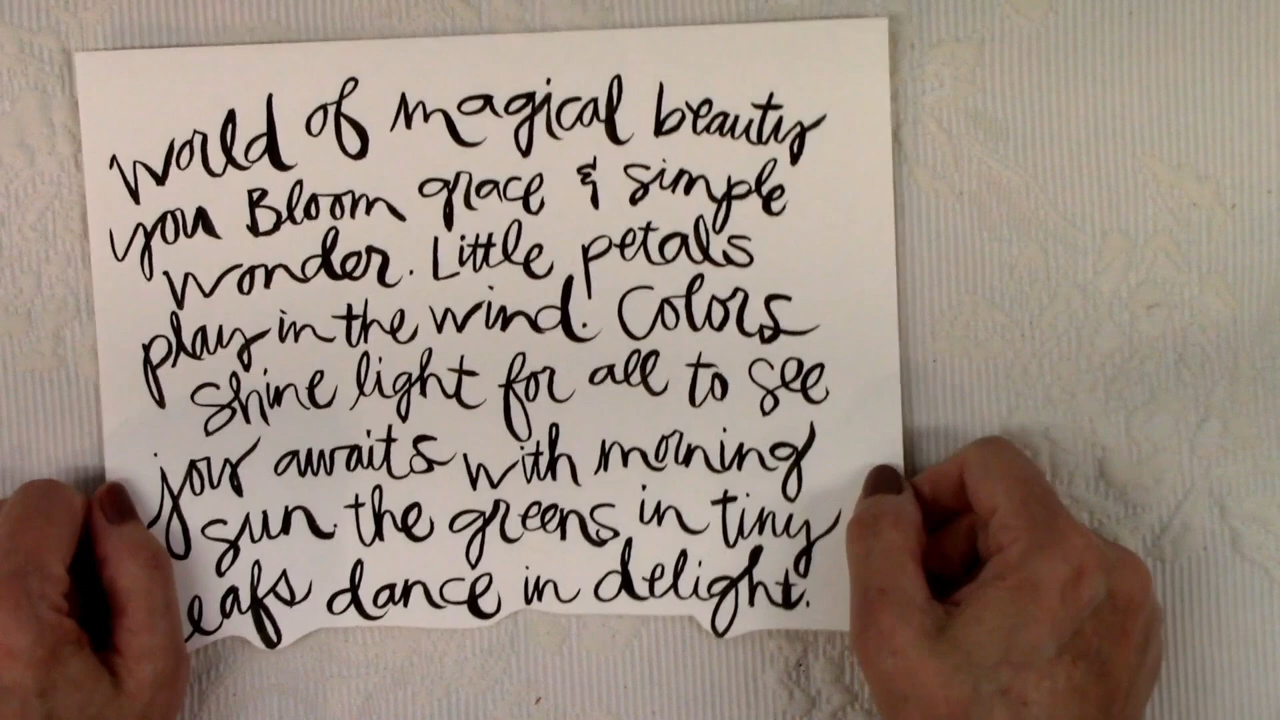 world of magical beauty
you Bloom grace & simple
wonder. Little petals
play in the wind. Colors
shine light for all to see
joy awaits with morning
sun the greens in tiny
eafs dance in delight.